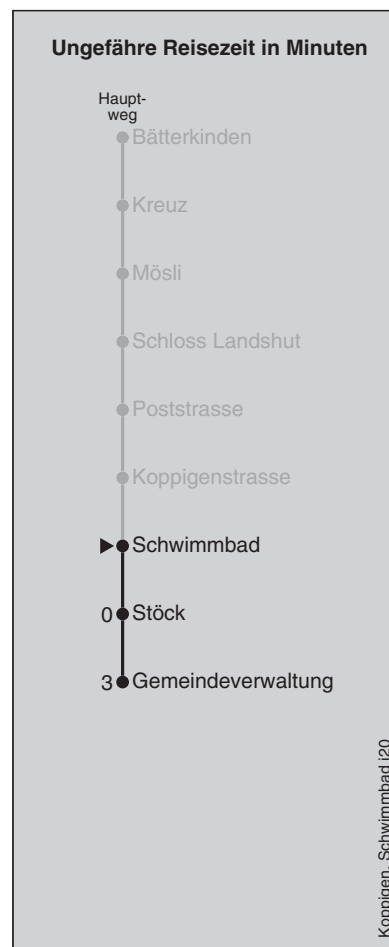 Ungefähre Reisezeit in Minuten
Haupt-
weg
Bätterkinden
Kreuz
Mösli
Schloss Landshut
Poststrasse
Koppigenstrasse
Schwimmbad
0 Stöck
3 Gemeindeverwaltung
Koppigen, Schwimmbad j20